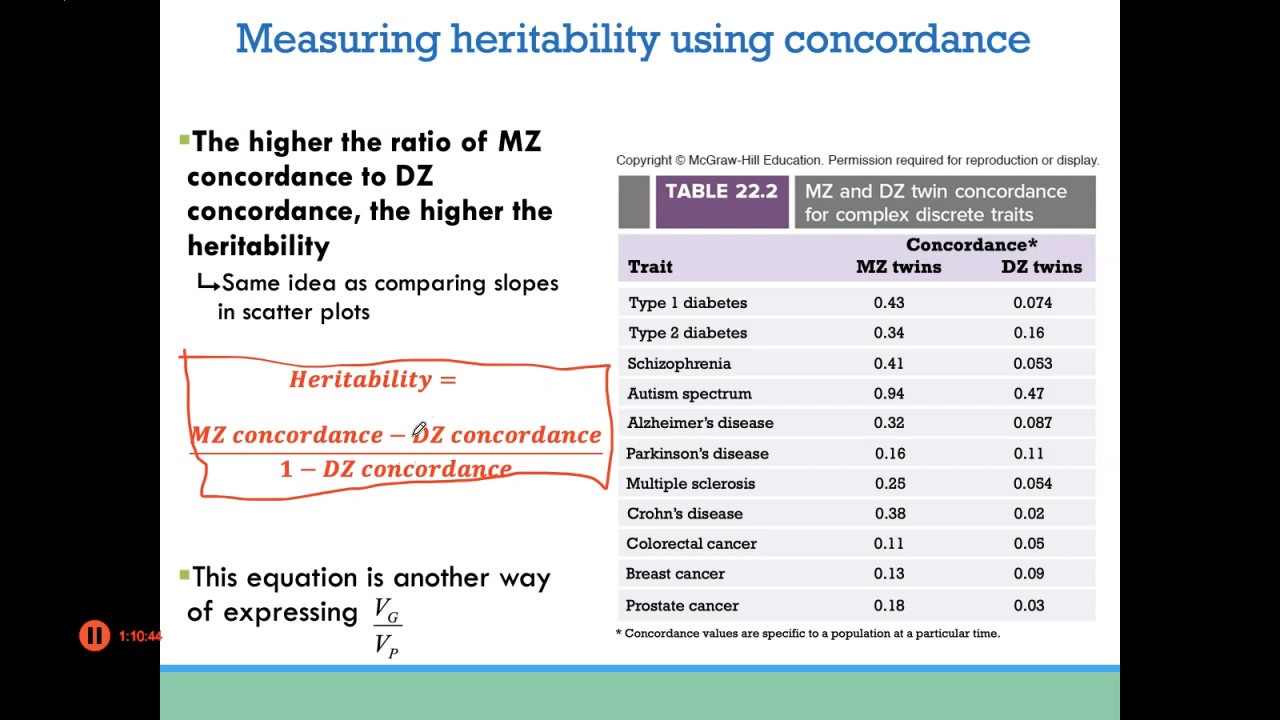 Measuring heritability using concordance
▪The higher the ratio of MZ
concordance to DZ
concordance, the higher the
heritability
↳Same idea as comparing slopes
in scatter plots
Heritability =
MZ concordance − DZ concordance
1 − DZ concordance
▪This equation is another way
of expressing V_G
V_P
1:10:44
Copyright © McGraw-Hill Education. Permission required for reproduction or display.
TABLE 22.2 MZ and DZ twin concordance
for complex discrete traits
Concordance*
Trait MZ twins DZ twins
Type 1 diabetes 0.43 0.074
Type 2 diabetes 0.34 0.16
Schizophrenia 0.41 0.053
Autism spectrum 0.94 0.47
Alzheimer's disease 0.32 0.087
Parkinson's disease 0.16 0.11
Multiple sclerosis 0.25 0.054
Crohn's disease 0.38 0.02
Colorectal cancer 0.11 0.05
Breast cancer 0.13 0.09
Prostate cancer 0.18 0.03
* Concordance values are specific to a population at a particular time.